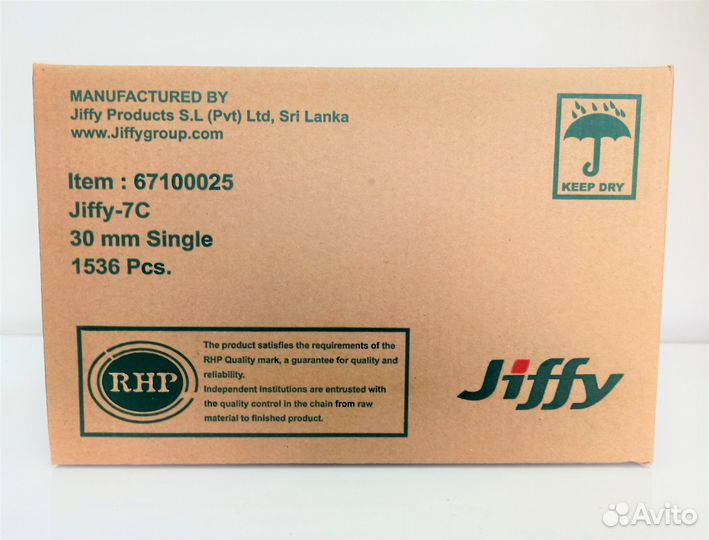 MANUFACTURED BY
Jiffy Products S.L (Pvt) Ltd, Sri Lanka
www.Jiffygroup.com
KEEP DRY
Item : 67100025
Jiffy-7C
30 mm Single
1536 Pcs.
RHP
The product satisfies the requirements of the
RHP Quality mark, a guarantee for quality and
reliability.
Independent institutions are entrusted with
the quality control in the chain from raw
material to finished product.
Jiffy
Avito